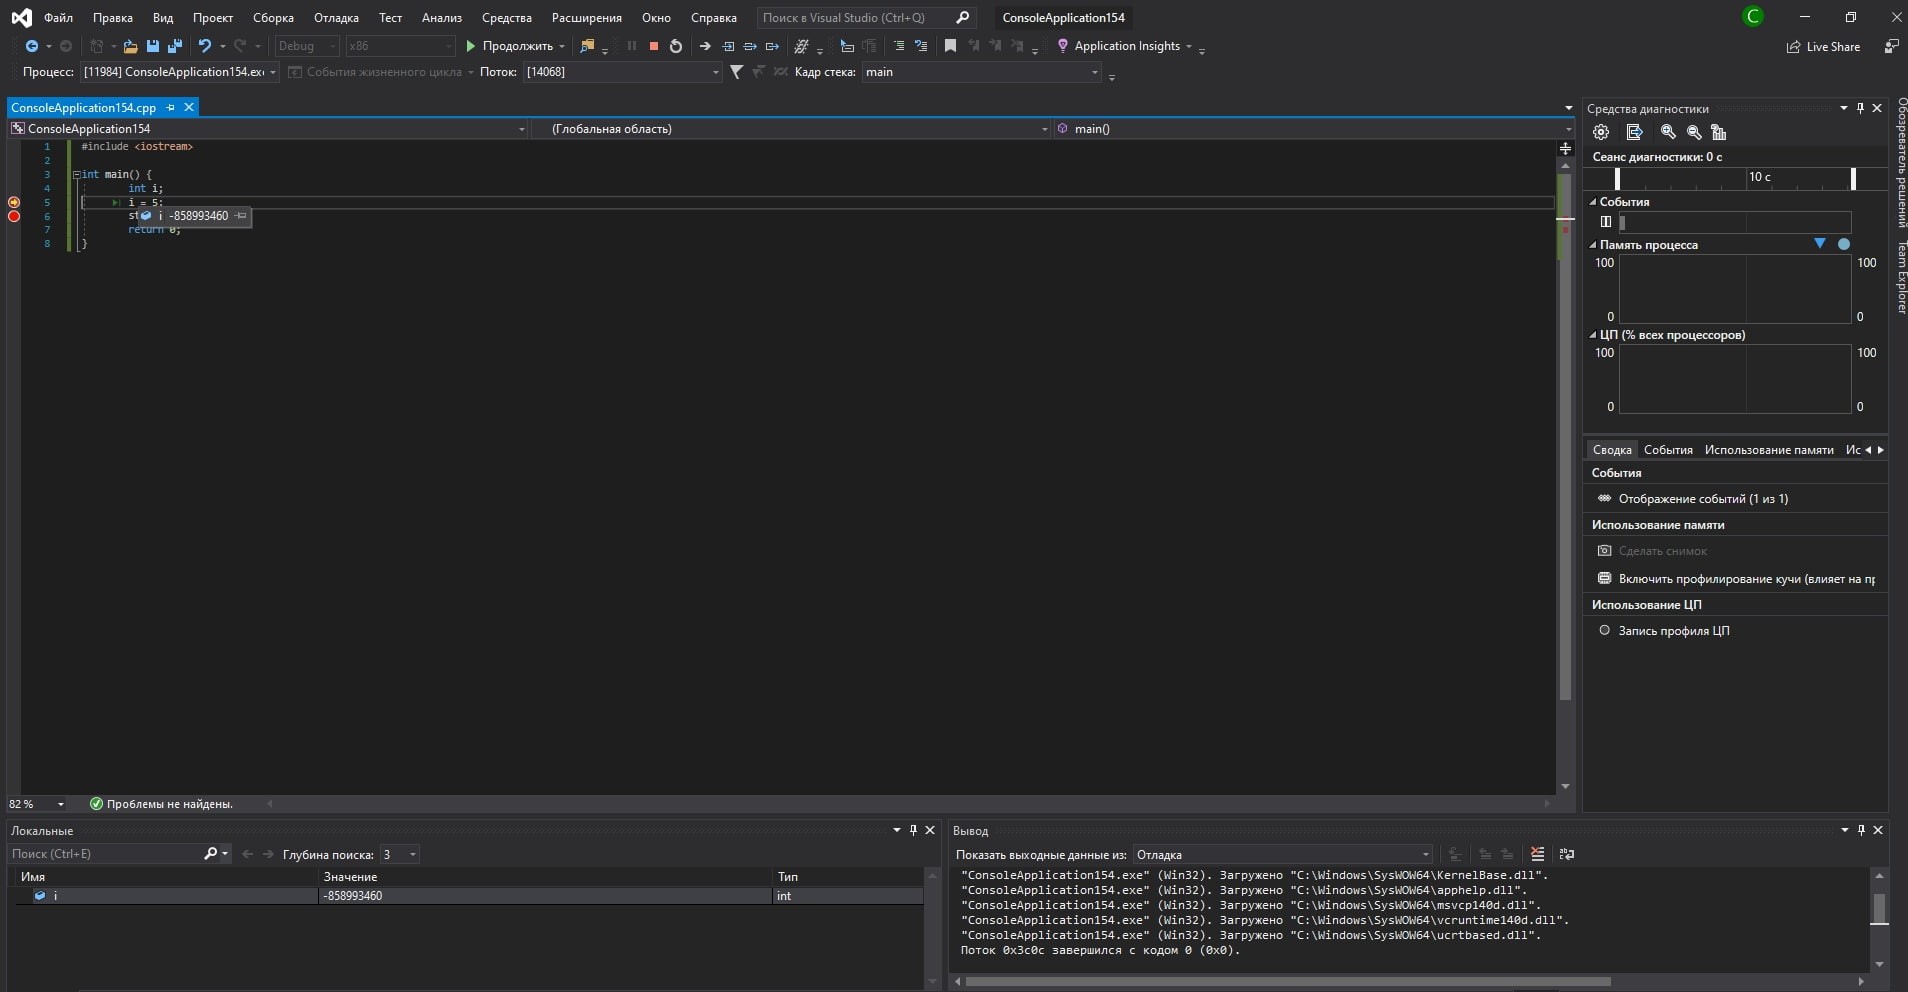 Файл Правка Вид Проект Сборка Отладка Тест Анализ Средства Расширения Окно Справка Поиск в Visual Studio (Ctrl+Q) ConsoleApplication154 C
Debug x86 Продолжить Application Insights Live Share
Процесс: [11984] ConsoleApplication154.exe События жизненного цикла Поток: [14068] Кадр стека: main
ConsoleApplication154.cpp
ConsoleApplication154 (Глобальная область) main()
1 #include <iostream>
2
3 int main() {
4 int i;
5 i = 5;
6 st i -858993460
7 return 0;
8 }
82 % Проблемы не найдены.
Средства диагностики
Сеанс диагностики: 0 с
10 с
События
Память процесса
100 100
0 0
ЦП (% всех процессоров)
100 100
0 0
Сводка События Использование памяти Ис
События
Отображение событий (1 из 1)
Использование памяти
Сделать снимок
Включить профилирование кучи (влияет на пр
Использование ЦП
Запись профиля ЦП
Обозреватель решений
Team Explorer
Локальные
Поиск (Ctrl+E) Глубина поиска: 3
Имя Значение Тип
i -858993460 int
Вывод
Показать выходные данные из: Отладка
"ConsoleApplication154.exe" (Win32). Загружено "C:\Windows\SysWOW64\KernelBase.dll".
"ConsoleApplication154.exe" (Win32). Загружено "C:\Windows\SysWOW64\apphelp.dll".
"ConsoleApplication154.exe" (Win32). Загружено "C:\Windows\SysWOW64\msvcp140d.dll".
"ConsoleApplication154.exe" (Win32). Загружено "C:\Windows\SysWOW64\vcruntime140d.dll".
"ConsoleApplication154.exe" (Win32). Загружено "C:\Windows\SysWOW64\ucrtbased.dll".
Поток 0x3c0c завершился с кодом 0 (0x0).